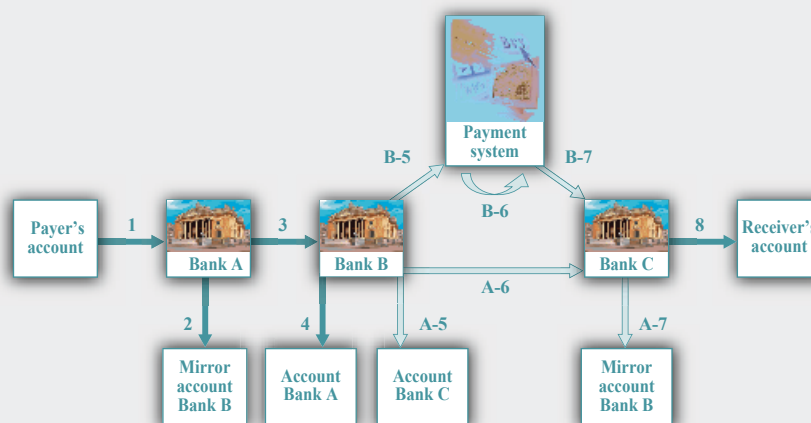 Payment
system
B-5
B-7
B-6
Payer's
account
1
Bank A
3
Bank B
A-6
Bank C
8
Receiver's
account
2
4
A-5
A-7
Mirror
account
Bank B
Account
Bank A
Account
Bank C
Mirror
account
Bank B